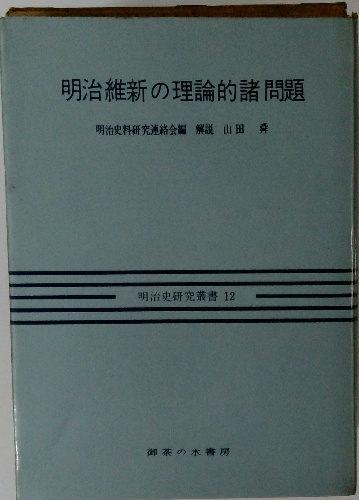 明治維新の理論的諸問題
明治史料研究連絡会編 解説 山田 舜
明治史研究叢書 12
御茶の水書房